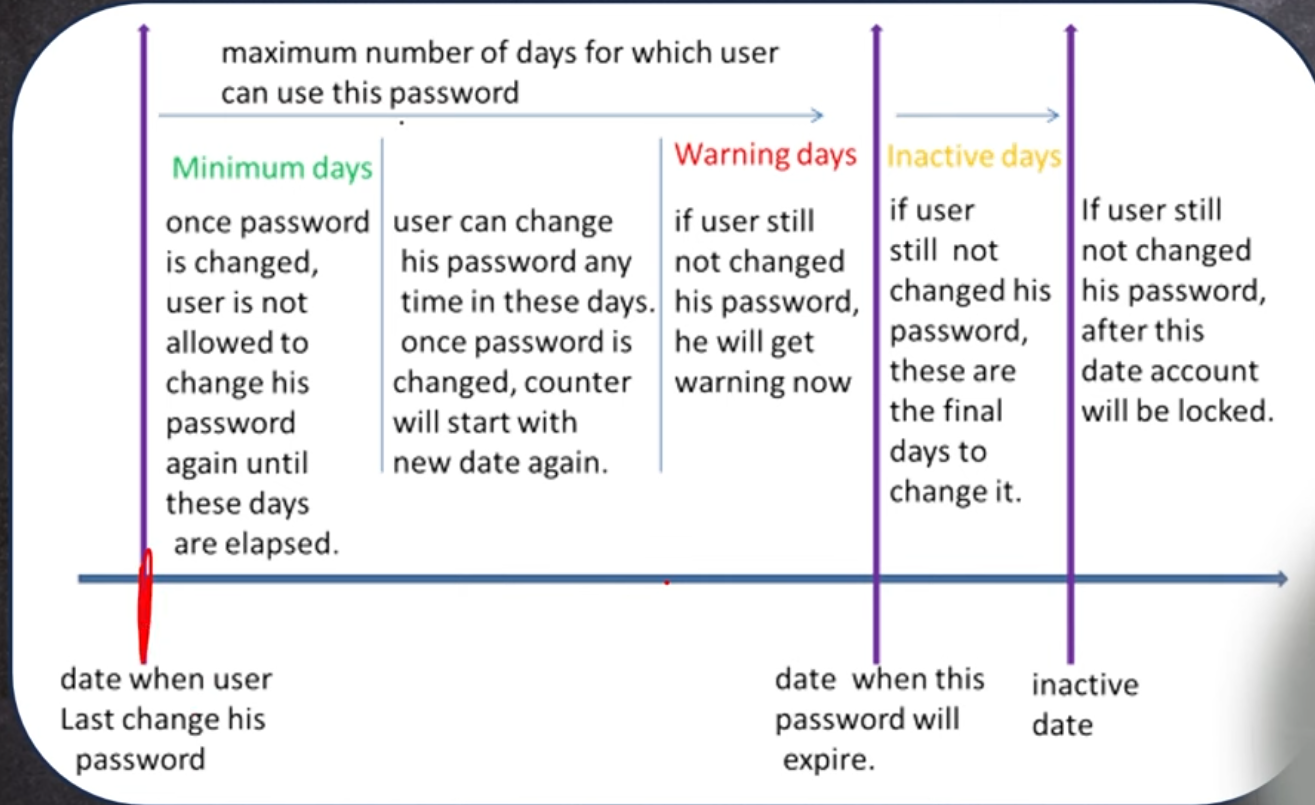 maximum number of days for which user
can use this password
Minimum days
once password
is changed,
user is not
allowed to
change his
password
again until
these days
are elapsed.
user can change
his password any
time in these days.
once password is
changed, counter
will start with
new date again.
Warning days
if user still
not changed
his password,
he will get
warning now
Inactive days
if user
still not
changed his
password,
these are
the final
days to
change it.
If user still
not changed
his password,
after this
date account
will be locked.
date when user
Last change his
password
date when this
password will
expire.
inactive
date